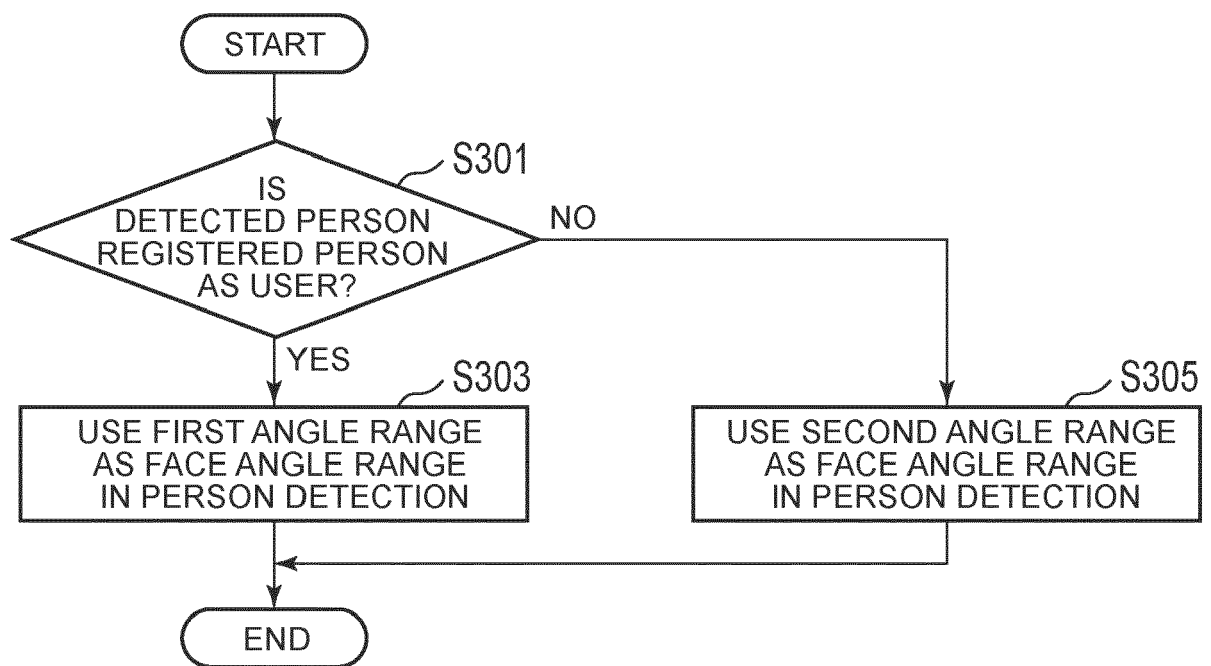 START
S301
IS
DETECTED PERSON
REGISTERED PERSON
AS USER?
NO
YES
S303
USE FIRST ANGLE RANGE
AS FACE ANGLE RANGE
IN PERSON DETECTION
S305
USE SECOND ANGLE RANGE
AS FACE ANGLE RANGE
IN PERSON DETECTION
END